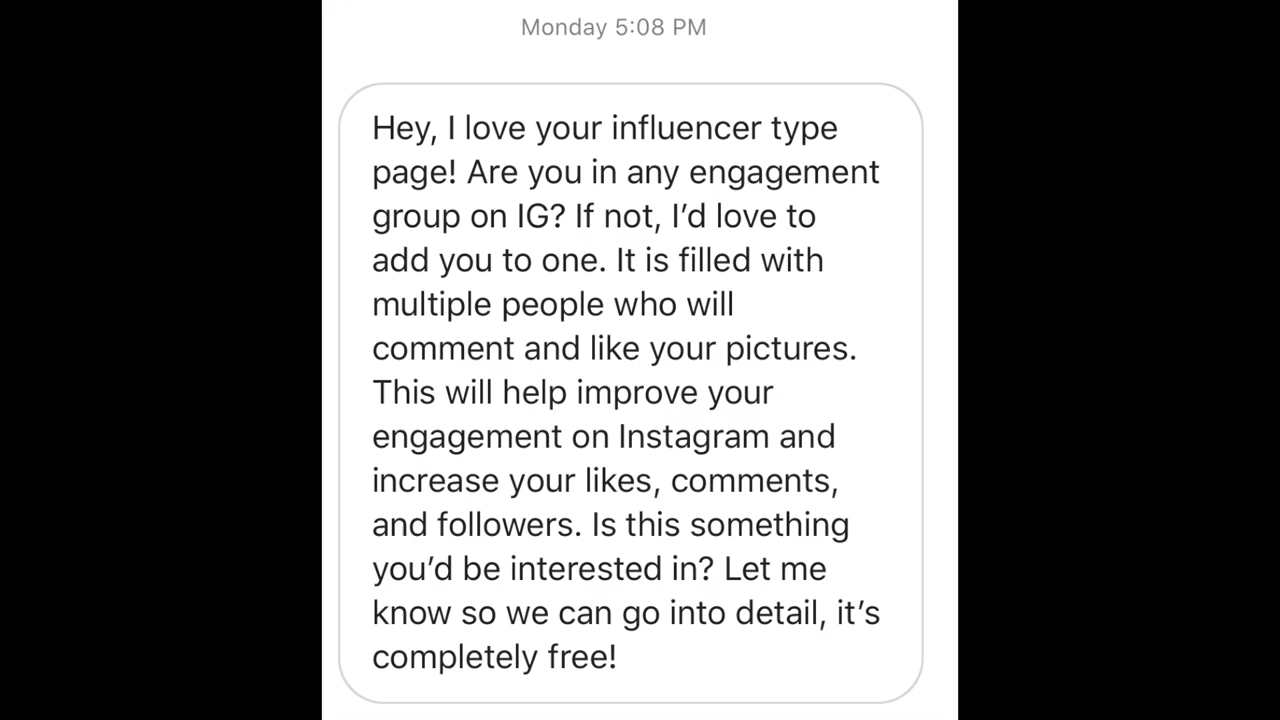 Monday 5:08 PM
Hey, I love your influencer type
page! Are you in any engagement
group on IG? If not, I’d love to
add you to one. It is filled with
multiple people who will
comment and like your pictures.
This will help improve your
engagement on Instagram and
increase your likes, comments,
and followers. Is this something
you’d be interested in? Let me
know so we can go into detail, it’s
completely free!